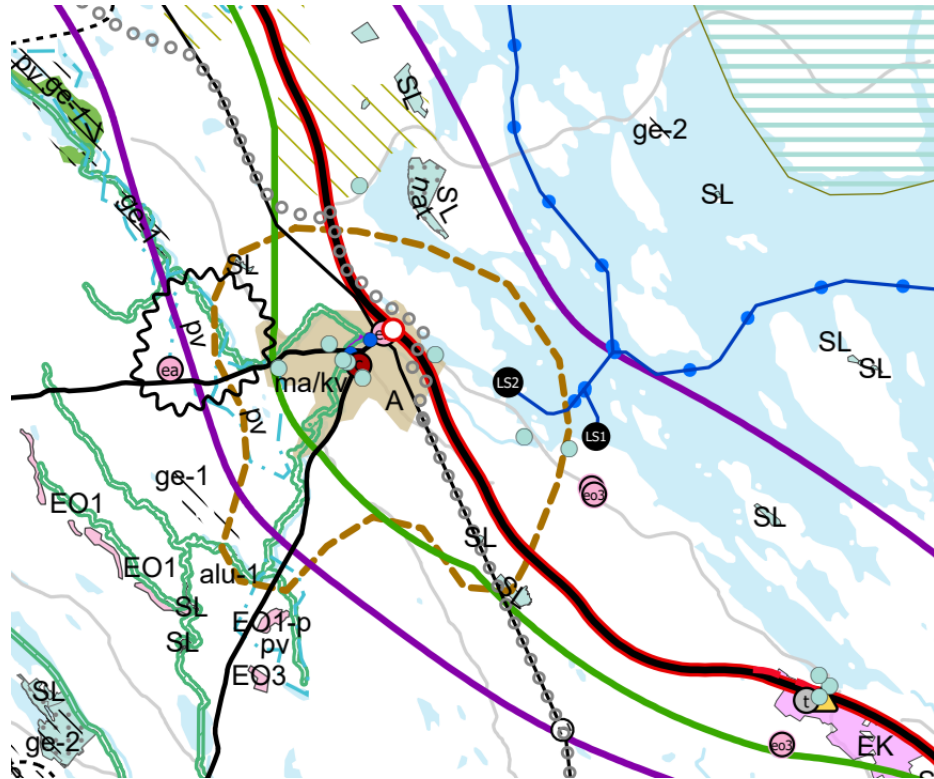 pv
ge-1
SL
ge-2
SL
nat
SL
ge-1
SL
pv
SL
ea
e
SL
ma/kv
A
LS2
LS1
pv
ge-1
EO1
eo3
SL
SL
EO1
alu-1
SL
SL
EO1-p
SL
pv
EO3
SL
ge-2
t
eo3
EK